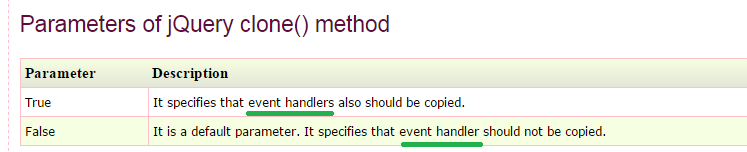 Parameters of jQuery clone() method
Parameter Description
True It specifies that event handlers also should be copied.
False It is a default parameter. It specifies that event handler should not be copied.